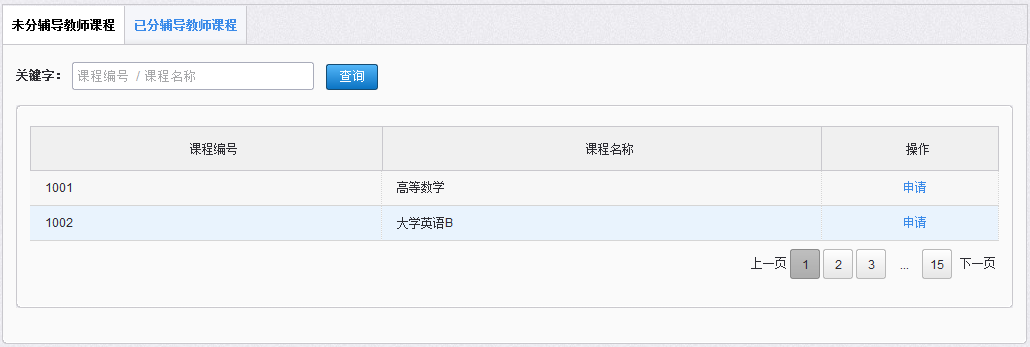 未分辅导教师课程 已分辅导教师课程
关键字： 课程编号 / 课程名称 查询
课程编号 课程名称 操作
1001 高等数学 申请
1002 大学英语B 申请
上一页 1 2 3 ... 15 下一页